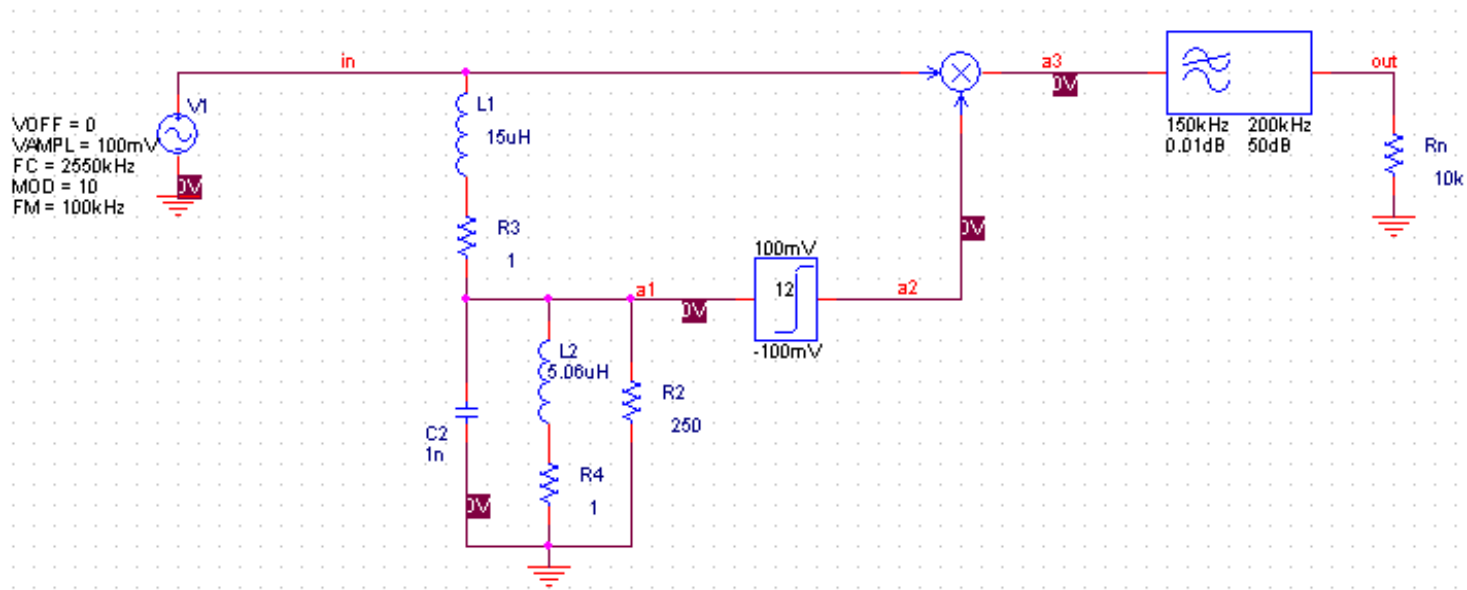 in
a3
out
V1
VOFF = 0
VAMPL = 100mV
FC = 2550kHz
MOD = 10
FM = 100kHz
0V
L1
15uH
0V
150kHz 200kHz
0.01dB 50dB
Rn
10k
R3
1
0V
100mV
12
-100mV
a1
0V
a2
L2
5.06uH
R2
250
C2
1n
R4
1
0V